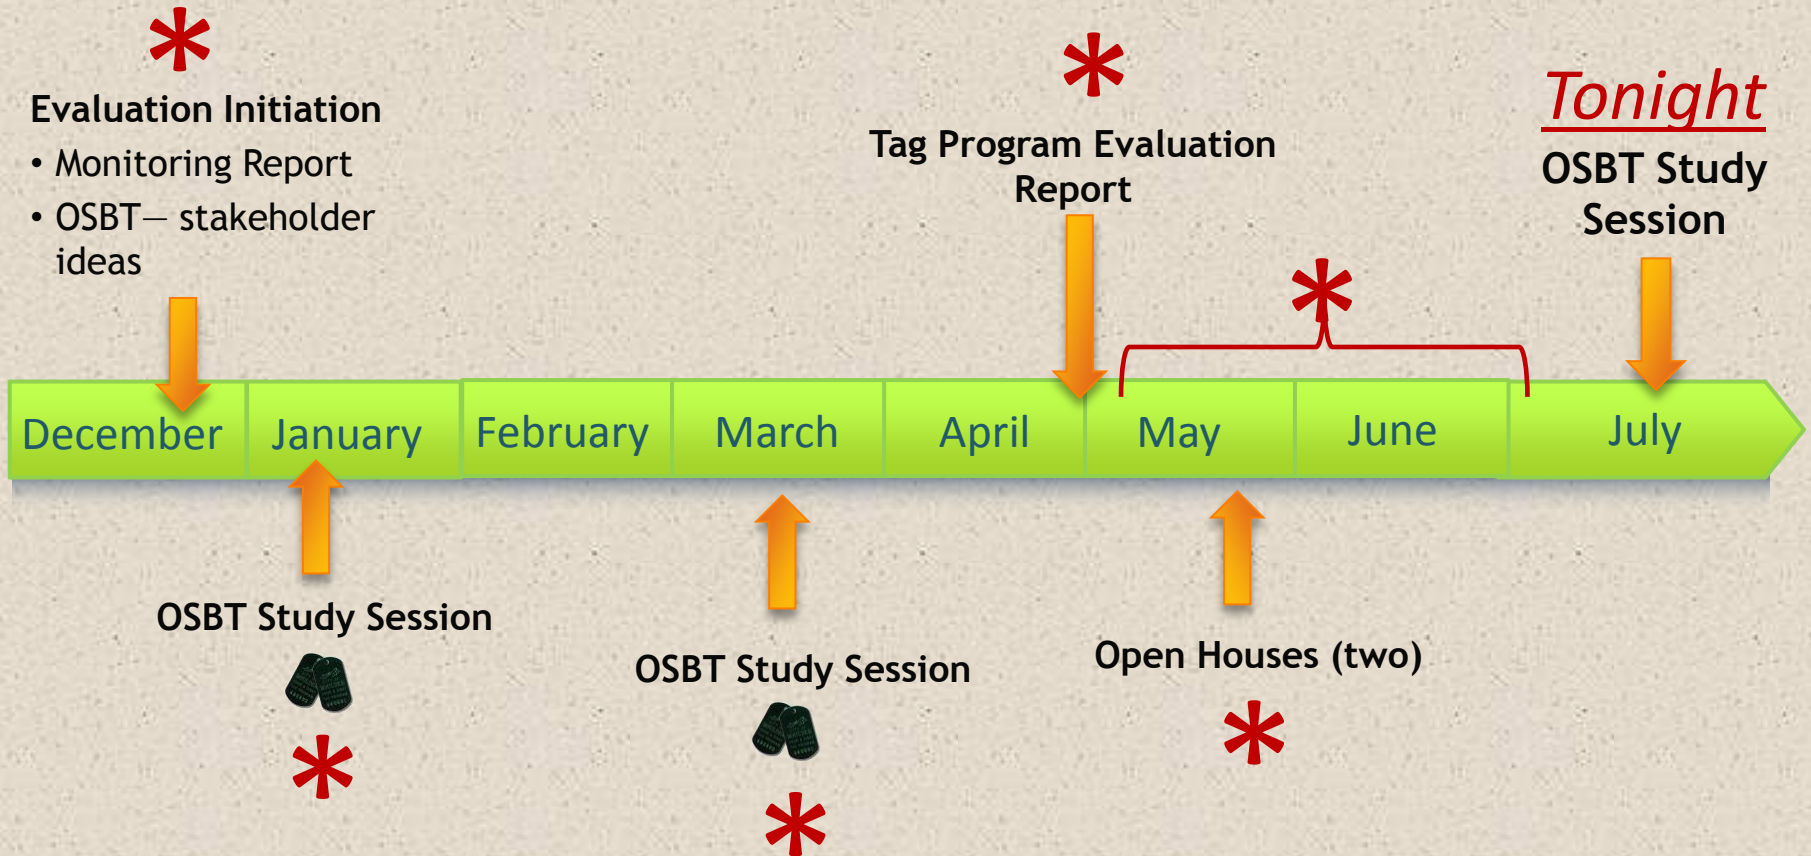 *
Evaluation Initiation
• Monitoring Report
• OSBT— stakeholder
ideas
*
Tag Program Evaluation
Report
*
Tonight
OSBT Study
Session
December
January
February
March
April
May
June
July
OSBT Study Session
*
OSBT Study Session
*
Open Houses (two)
*